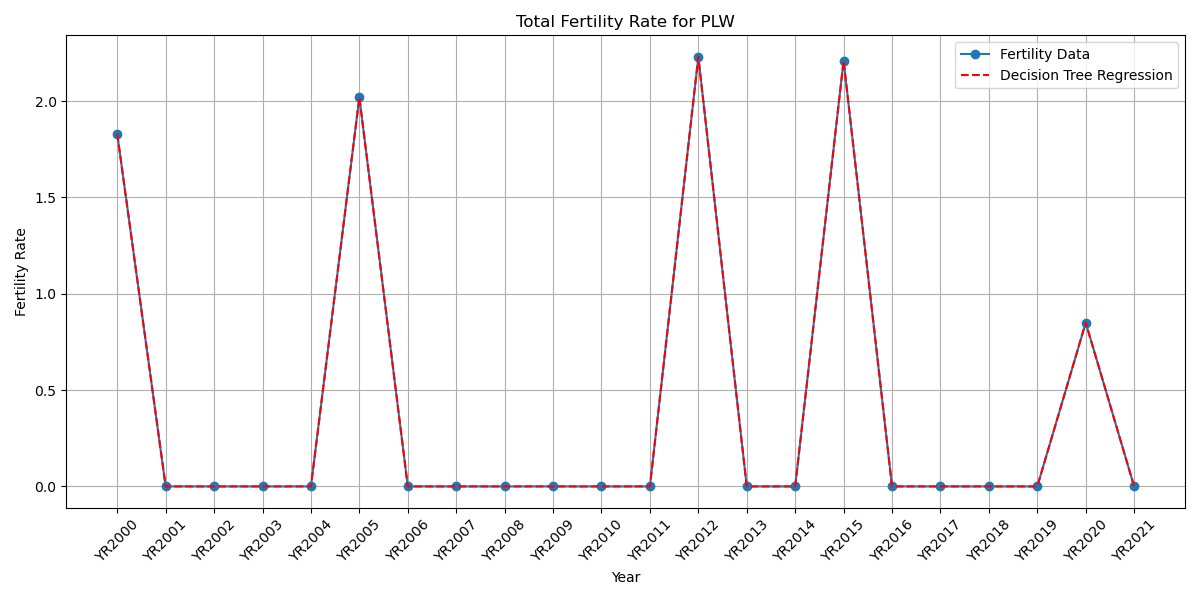 Total Fertility Rate for PLW
Fertility Data
Decision Tree Regression
Fertility Rate
2.0
1.5
1.0
0.5
0.0
YR2000
YR2001
YR2002
YR2003
YR2004
YR2005
YR2006
YR2007
YR2008
YR2009
YR2010
YR2011
YR2012
YR2013
YR2014
YR2015
YR2016
YR2017
YR2018
YR2019
YR2020
YR2021
Year